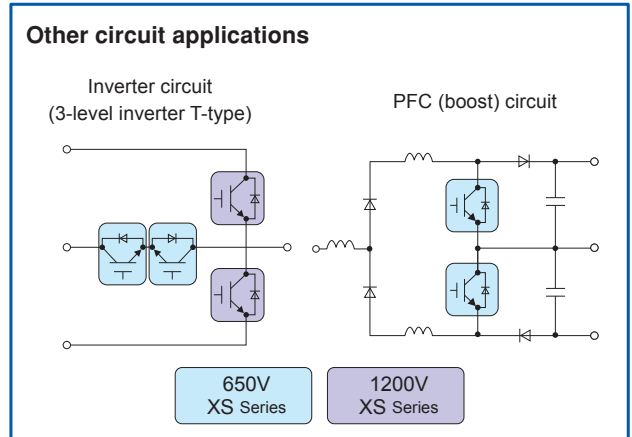 Other circuit applications
Inverter circuit
(3-level inverter T-type)
PFC (boost) circuit
650V
XS Series
1200V
XS Series